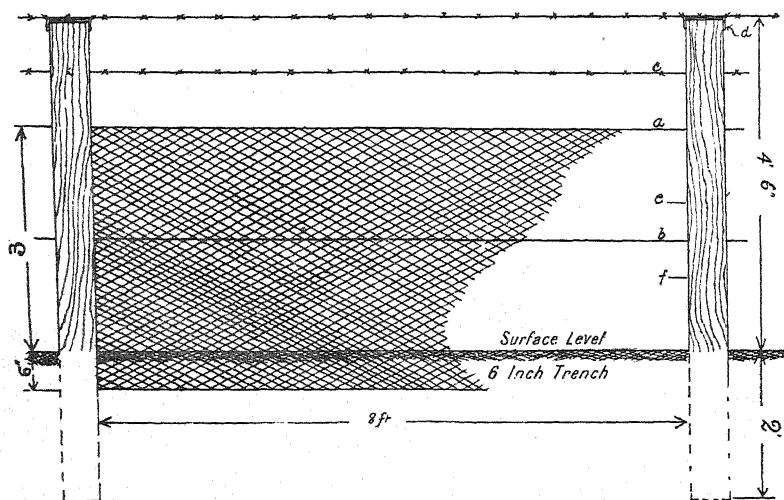 d
c
a
4' 6"
e
3
b
f
Surface Level
6"
6 Inch Trench
8 ft
2'